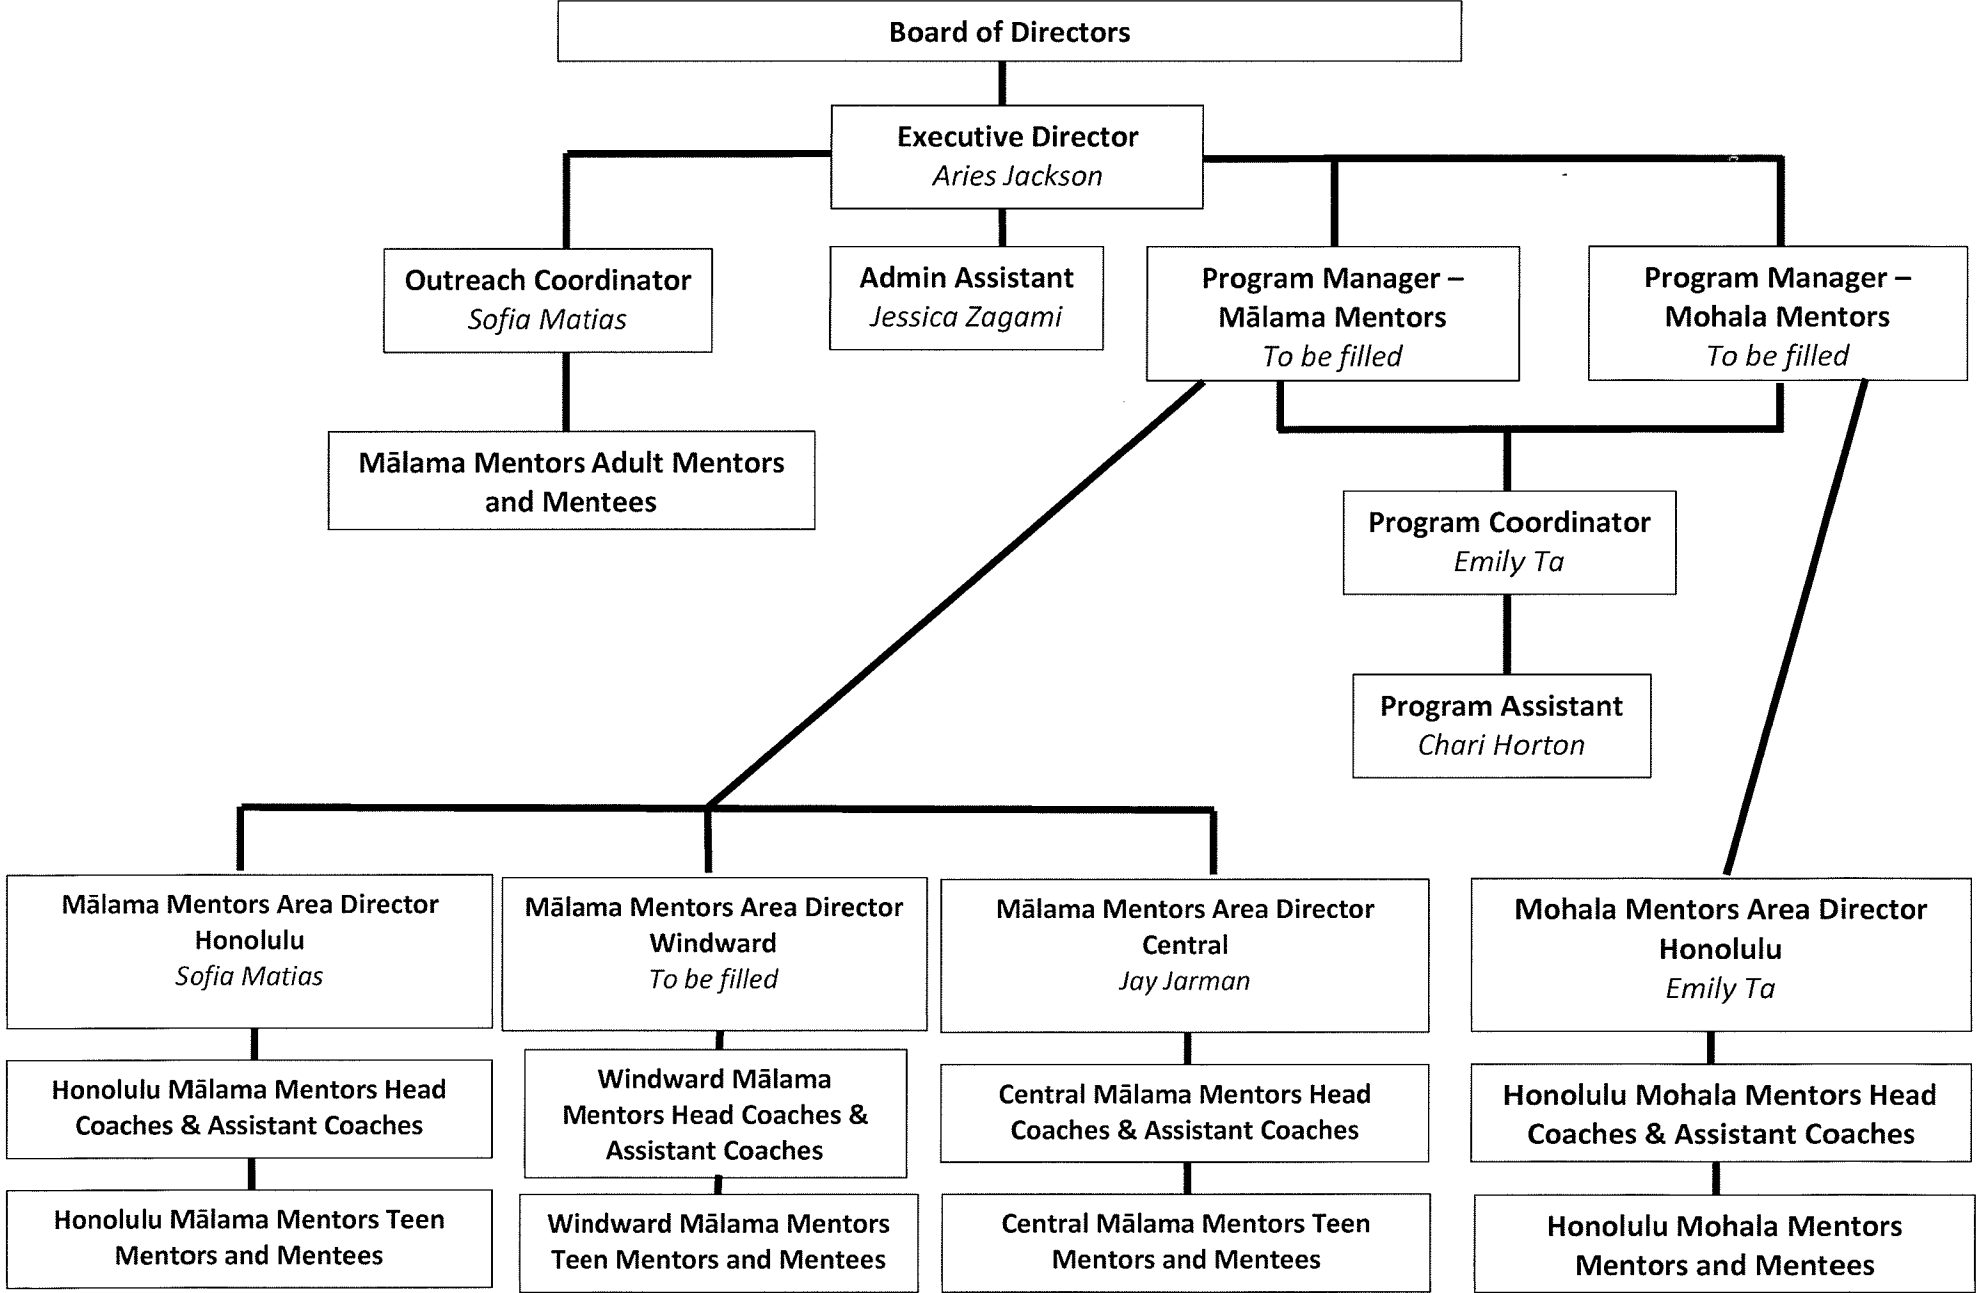 Board of Directors
Executive Director
Aries Jackson
Outreach Coordinator
Sofia Matias
Admin Assistant
Jessica Zagami
Program Manager –
Mālama Mentors
To be filled
Program Manager –
Mohala Mentors
To be filled
Mālama Mentors Adult Mentors
and Mentees
Program Coordinator
Emily Ta
Program Assistant
Chari Horton
Mālama Mentors Area Director
Honolulu
Sofia Matias
Mālama Mentors Area Director
Windward
To be filled
Mālama Mentors Area Director
Central
Jay Jarman
Mohala Mentors Area Director
Honolulu
Emily Ta
Honolulu Mālama Mentors Head
Coaches & Assistant Coaches
Windward Mālama
Mentors Head Coaches &
Assistant Coaches
Central Mālama Mentors Head
Coaches & Assistant Coaches
Honolulu Mohala Mentors Head
Coaches & Assistant Coaches
Honolulu Mālama Mentors Teen
Mentors and Mentees
Windward Mālama Mentors
Teen Mentors and Mentees
Central Mālama Mentors Teen
Mentors and Mentees
Honolulu Mohala Mentors
Mentors and Mentees